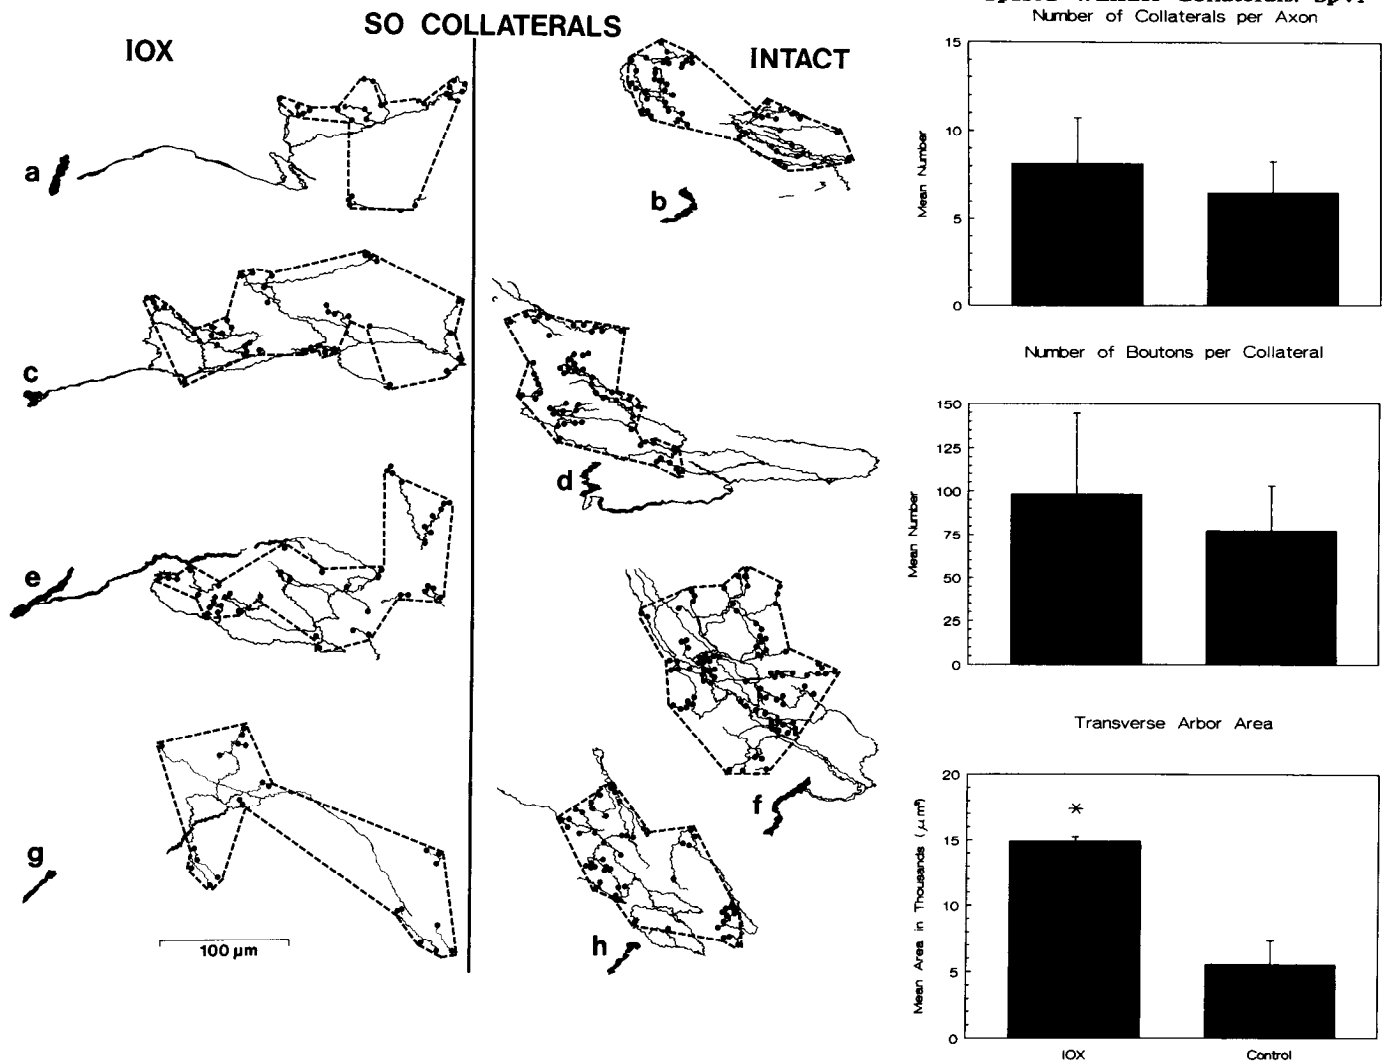 SO COLLATERALS
IOX
INTACT
a
b
c
d
e
f
g
h
100 µm
Number of Collaterals per Axon
Mean Number
15
10
5
0
Number of Boutons per Collateral
Mean Number
150
125
100
75
50
25
0
Transverse Arbor Area
Mean Area in Thousands (µm²)
*
20
15
10
5
0
IOX
Control